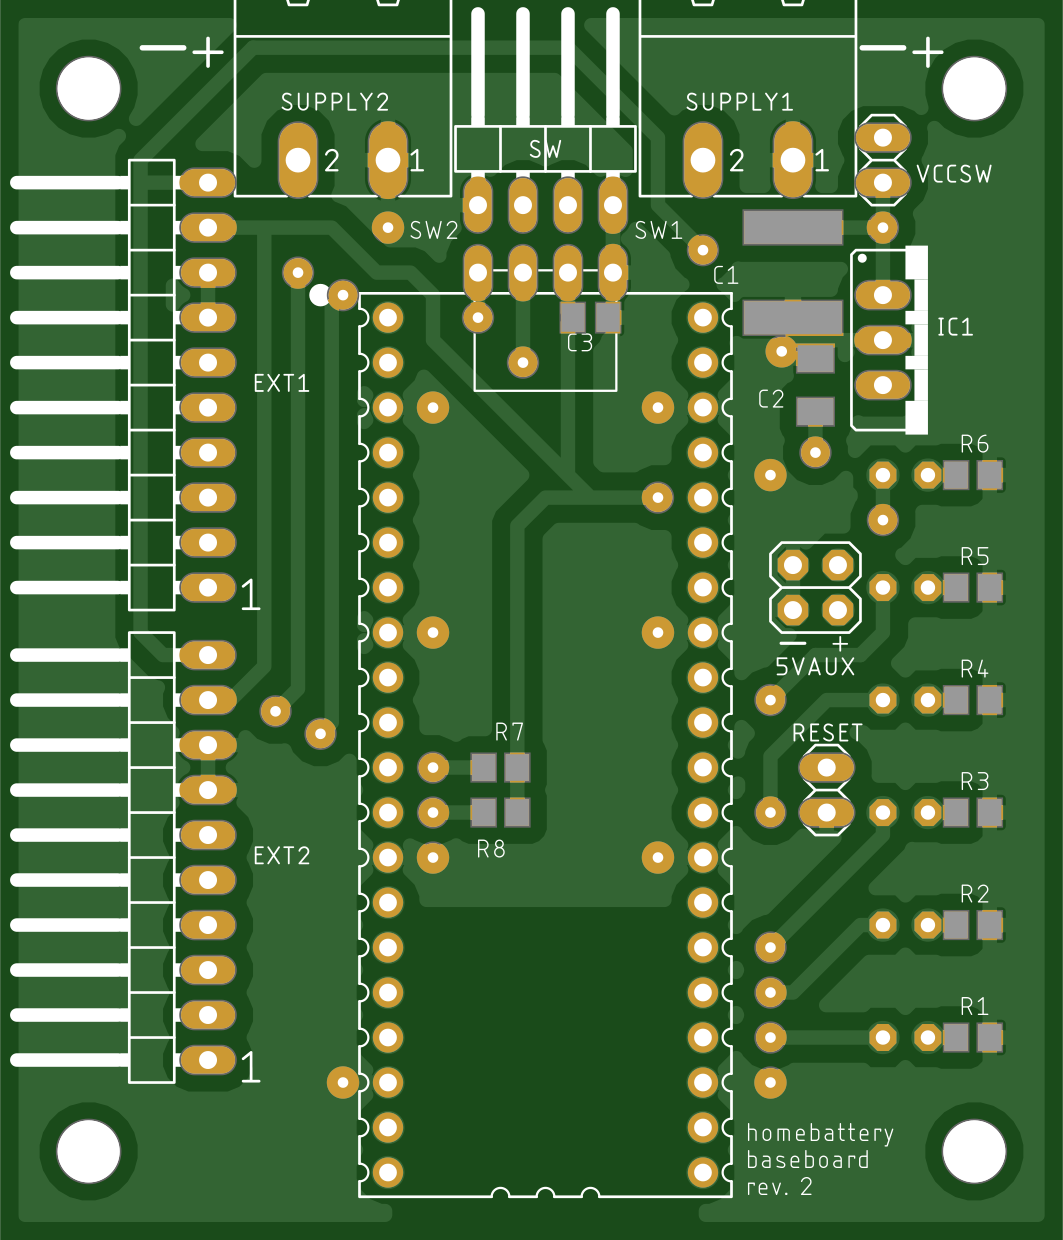 − +
− +
SUPPLY2
SUPPLY1
2 1
SW
2 1
VCCSW
SW2
SW1
C1
IC1
C3
EXT1
C2
R6
R5
1
− +
5VAUX
R4
R7
RESET
R3
R8
EXT2
R2
R1
1
homebattery
baseboard
rev. 2